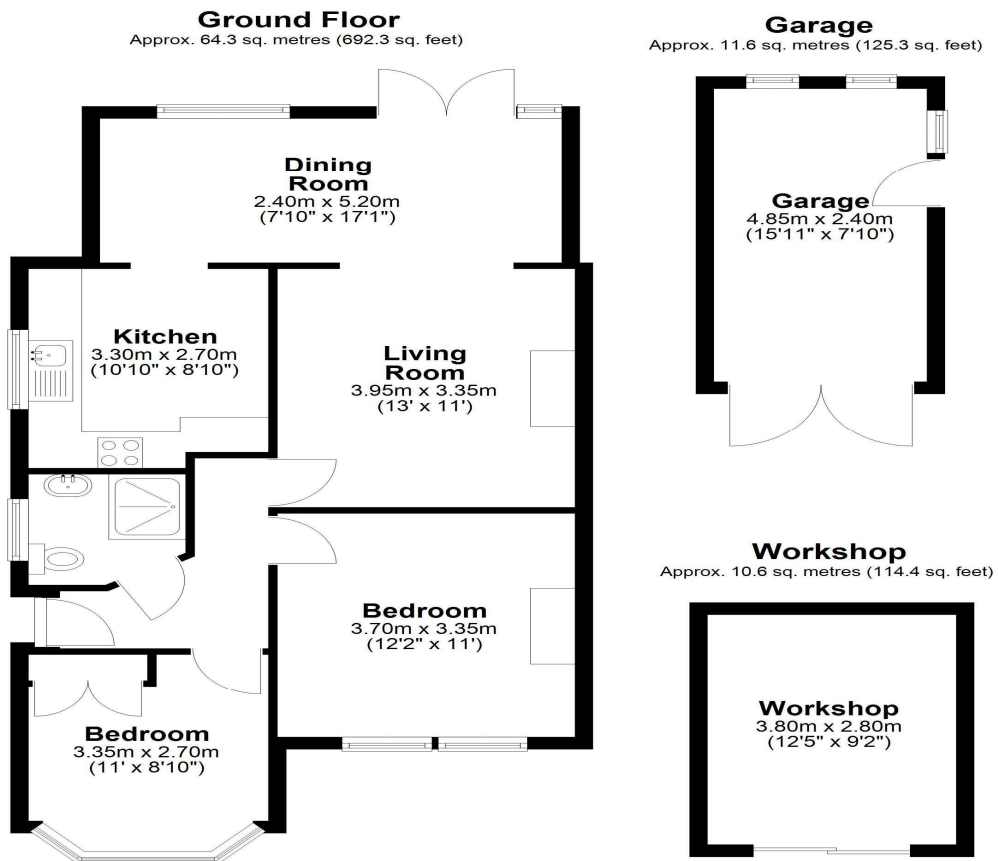 Ground Floor
Approx. 64.3 sq. metres (692.3 sq. feet)
Dining
Room
2.40m x 5.20m
(7'10" x 17'1")
Kitchen
3.30m x 2.70m
(10'10" x 8'10")
Living
Room
3.95m x 3.35m
(13' x 11')
Bedroom
3.70m x 3.35m
(12'2" x 11')
Bedroom
3.35m x 2.70m
(11' x 8'10")
Garage
Approx. 11.6 sq. metres (125.3 sq. feet)
Garage
4.85m x 2.40m
(15'11" x 7'10")
Workshop
Approx. 10.6 sq. metres (114.4 sq. feet)
Workshop
3.80m x 2.80m
(12'5" x 9'2")